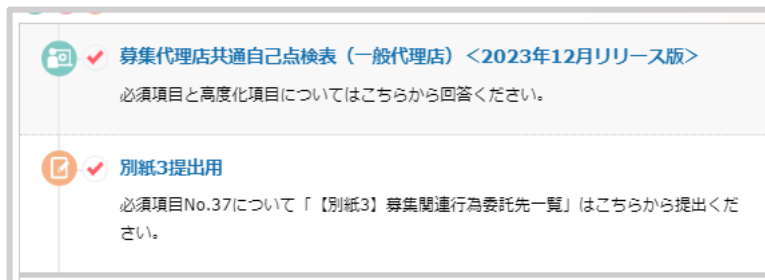 募集代理店共通自己点検表（一般代理店）＜2023年12月リリース版＞
必須項目と高度化項目についてはこちらから回答ください。
別紙3提出用
必須項目No.37について「【別紙3】募集関連行為委託先一覧」はこちらから提出くだ
さい。